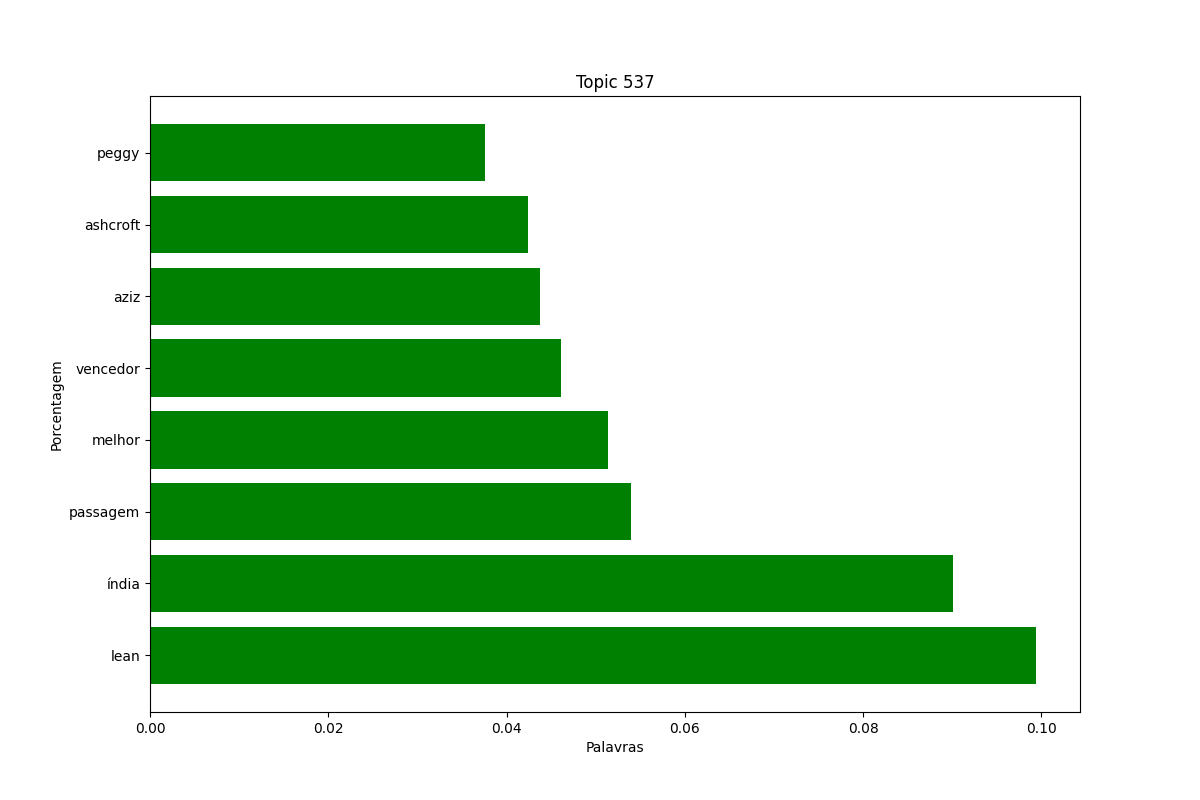 Topic 537
peggy
ashcroft
aziz
vencedor
melhor
passagem
índia
lean
Porcentagem
0.00 0.02 0.04 0.06 0.08 0.10
Palavras